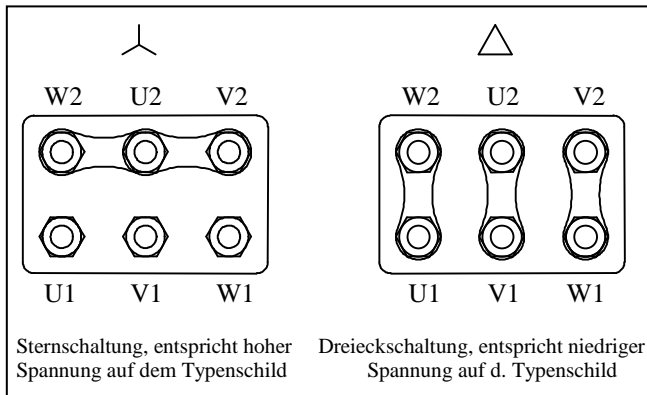 W2 U2 V2
U1 V1 W1
Sternschaltung, entspricht hoher
Spannung auf dem Typenschild
W2 U2 V2
U1 V1 W1
Dreieckschaltung, entspricht niedriger
Spannung auf d. Typenschild